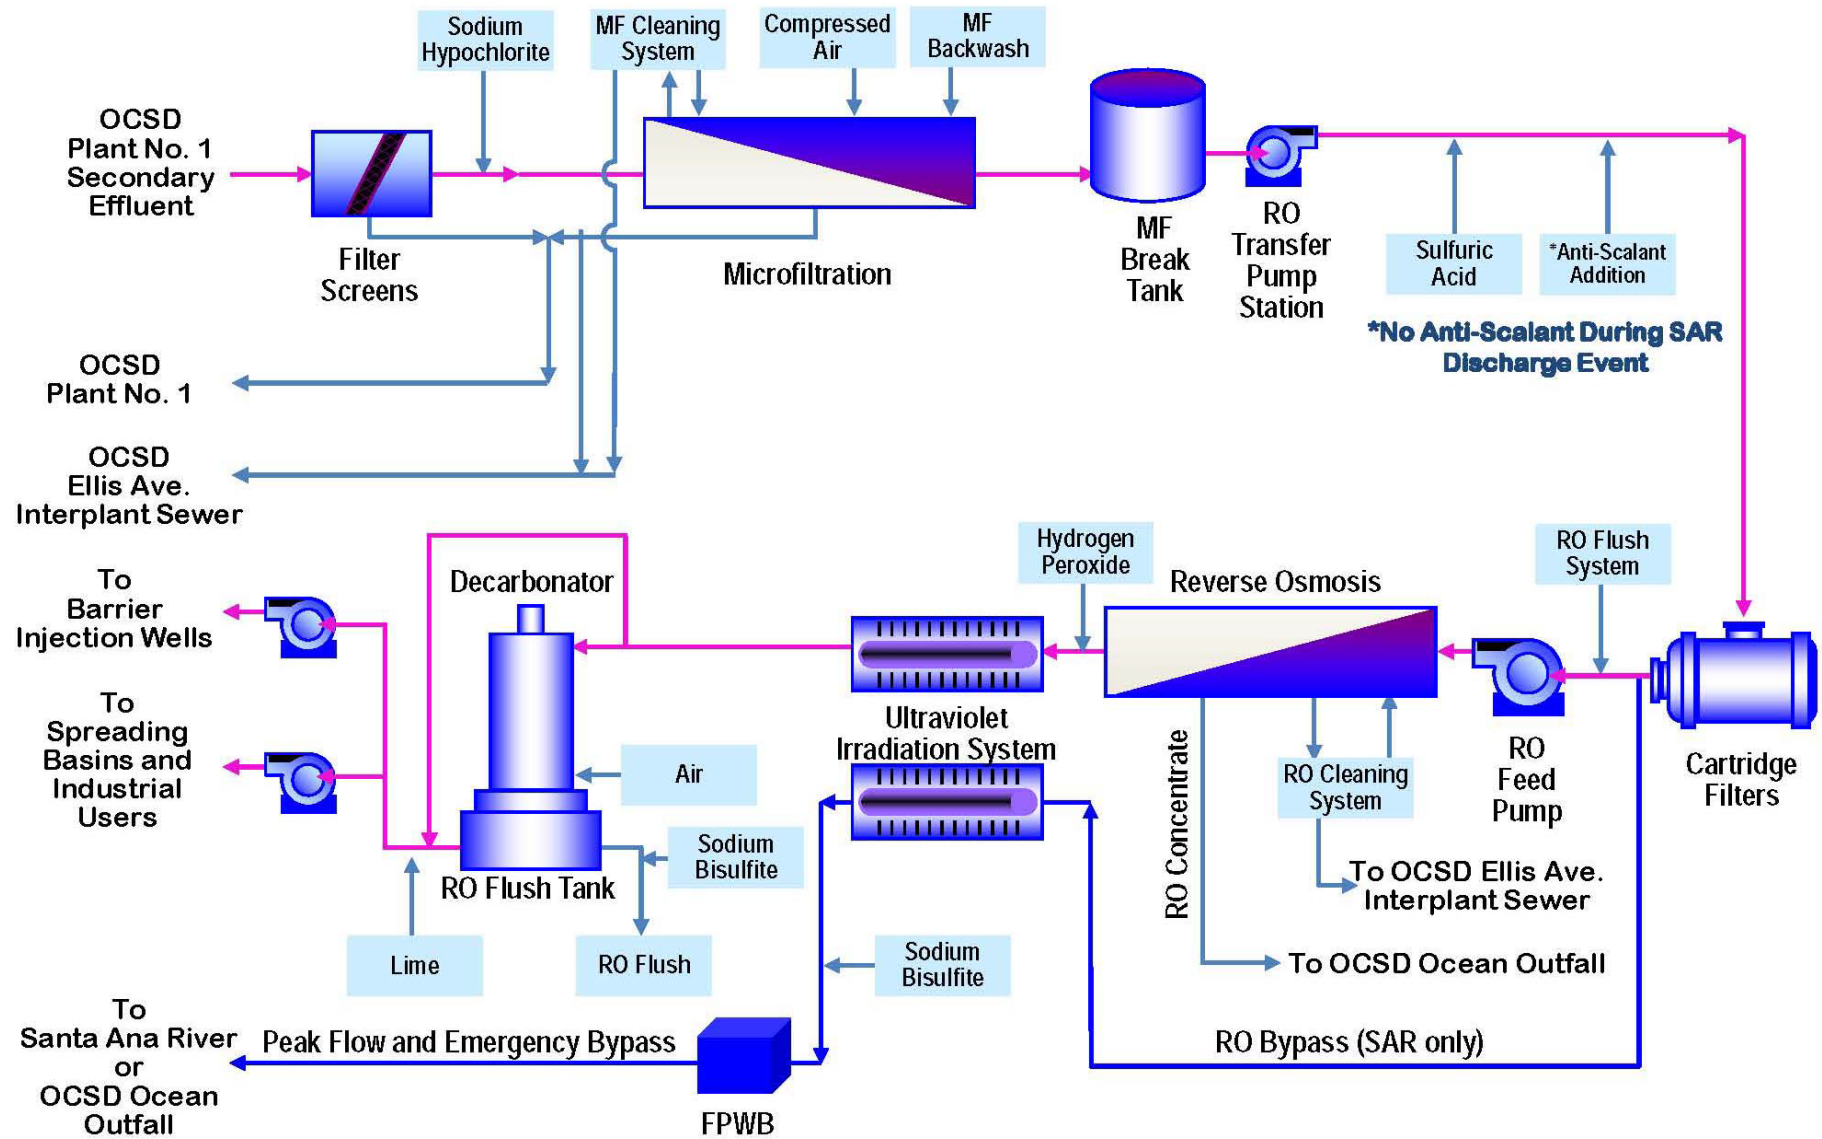 Sodium
Hypochlorite
MF Cleaning
System
Compressed
Air
MF
Backwash
OCSD
Plant No. 1
Secondary
Effluent
Filter
Screens
Microfiltration
MF
Break
Tank
RO
Transfer
Pump
Station
Sulfuric
Acid
*Anti-Scalant
Addition
*No Anti-Scalant During SAR
Discharge Event
OCSD
Plant No. 1
OCSD
Ellis Ave.
Interplant Sewer
To
Barrier
Injection Wells
Decarbonator
Hydrogen
Peroxide
Reverse Osmosis
RO Flush
System
To
Spreading
Basins and
Industrial
Users
Air
Ultraviolet
Irradiation System
RO Concentrate
RO Cleaning
System
RO
Feed
Pump
Cartridge
Filters
Sodium
Bisulfite
RO Flush Tank
To OCSD Ellis Ave.
Interplant Sewer
Lime
RO Flush
Sodium
Bisulfite
To OCSD Ocean Outfall
To
Santa Ana River
or
OCSD Ocean
Outfall
Peak Flow and Emergency Bypass
RO Bypass (SAR only)
FPWB